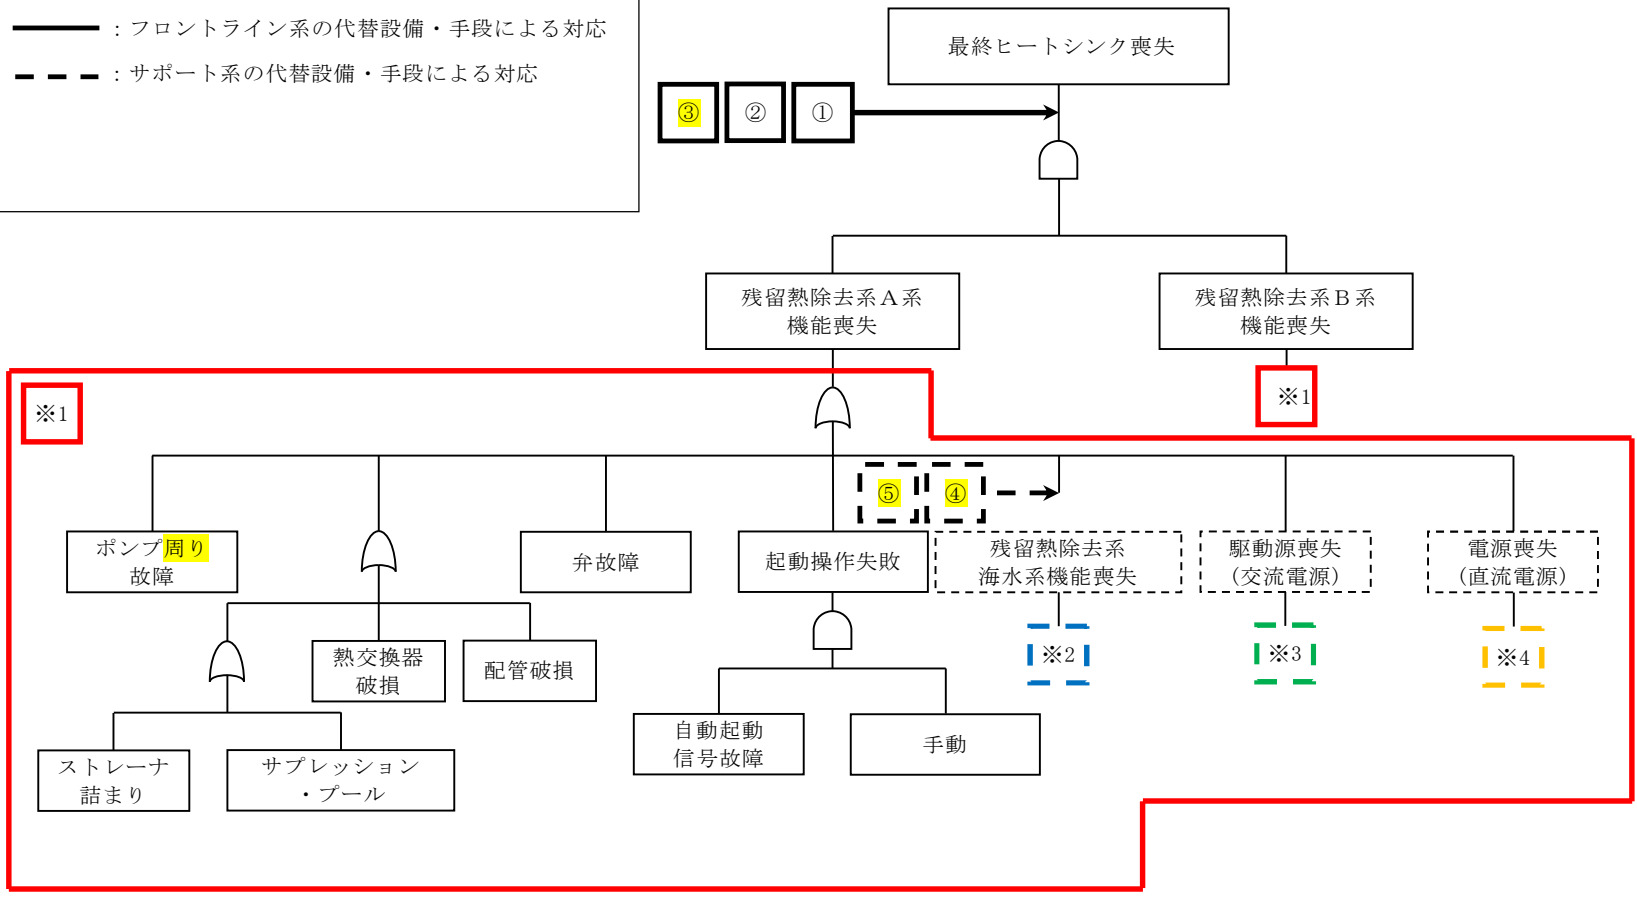 ：フロントライン系の代替設備・手段による対応
：サポート系の代替設備・手段による対応
最終ヒートシンク喪失
③ ② ①
残留熱除去系Ａ系
機能喪失
残留熱除去系Ｂ系
機能喪失
※1
※1
⑤ ④
ポンプ周り
故障
弁故障
起動操作失敗
残留熱除去系
海水系機能喪失
駆動源喪失
(交流電源)
電源喪失
(直流電源)
熱交換器
破損
配管破損
※2
※3
※4
自動起動
信号故障
手動
ストレーナ
詰まり
サプレッション
・プール